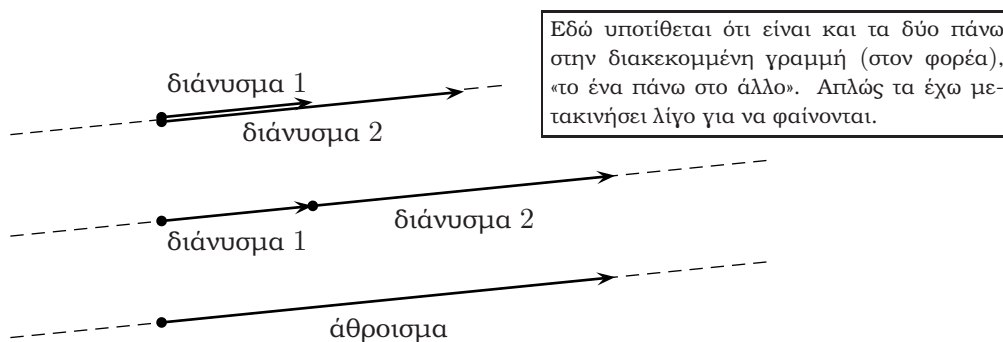 Εδώ υποτίθεται ότι είναι και τα δύο πάνω
στην διακεκομμένη γραμμή (στον φορέα),
«το ένα πάνω στο άλλο». Απλώς τα έχω με-
τακινήσει λίγο για να φαίνονται.
διάνυσμα 1
διάνυσμα 2
διάνυσμα 1
διάνυσμα 2
άθροισμα